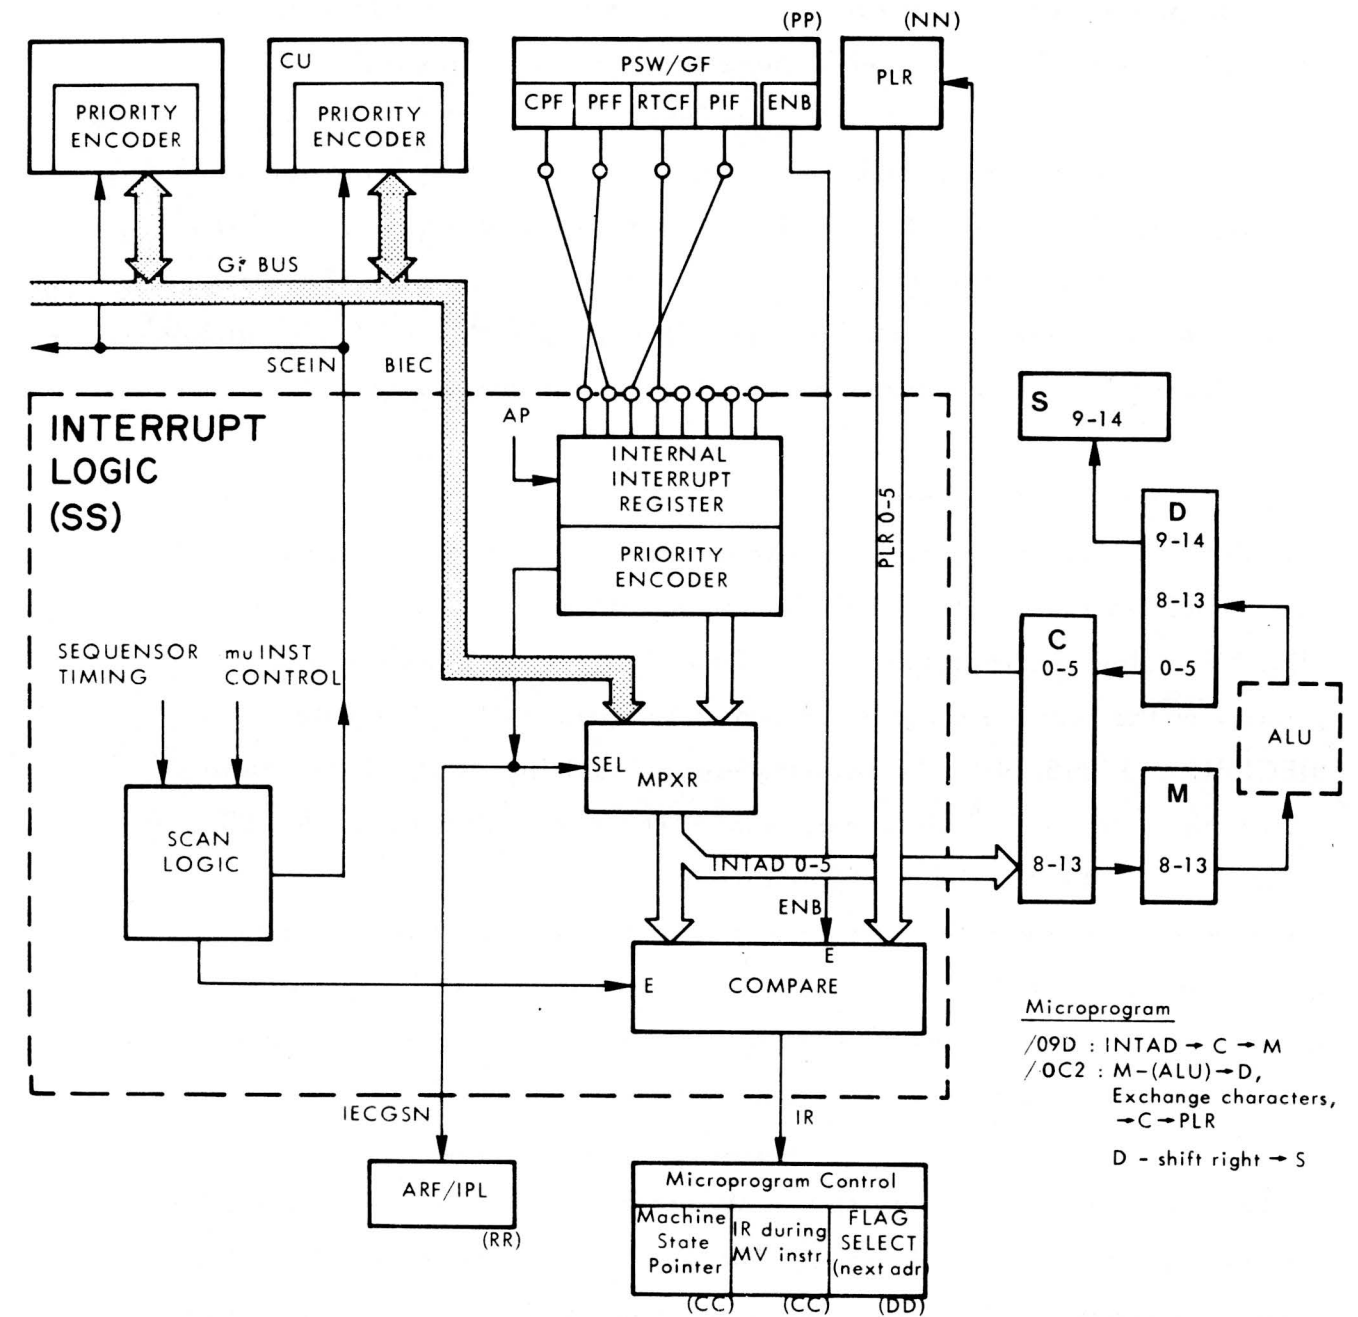 (PP)
(NN)
CU
PRIORITY
ENCODER
PRIORITY
ENCODER
PSW/GF
CPF PFF RTCF PIF ENB
PLR
BUS
SCEIN
BIEC
INTERRUPT
LOGIC
(SS)
AP
INTERNAL
INTERRUPT
REGISTER
PRIORITY
ENCODER
PLR 0-5
S
9-14
D
9-14
8-13
0-5
C
0-5
8-13
M
8-13
ALU
SEQUENSOR
TIMING
mu INST
CONTROL
SCAN
LOGIC
SEL
MPXR
INTAD 0-5
ENB
E
E
COMPARE
IECGSN
IR
ARF/IPL
(RR)
Microprogram Control
Machine
State
Pointer
IR during
MV instr.
FLAG
SELECT
(next adr)
(CC)
(CC)
(DD)
Microprogram
/09D : INTAD → C → M
/0C2 : M-(ALU)→D,
Exchange characters,
→C→PLR
D - shift right → S